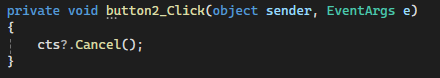 private void button2_Click(object sender, EventArgs e)
{
    cts?.Cancel();
}